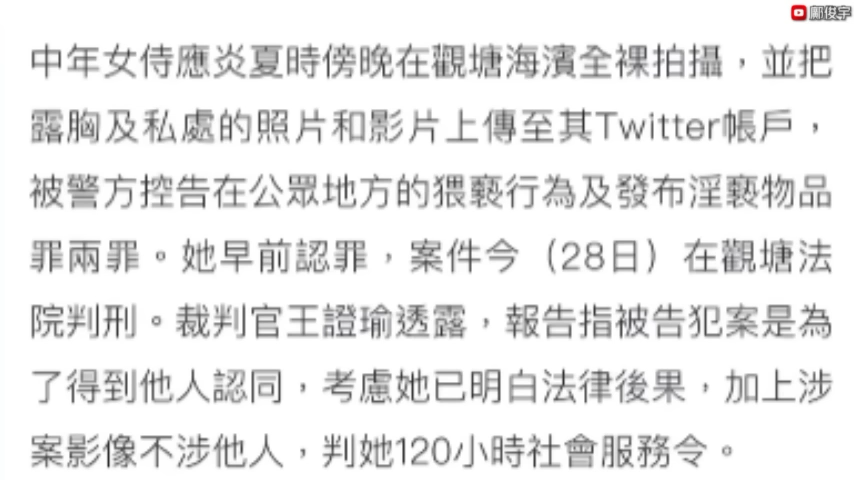 鄺俊宇
中年女侍應炎夏時傍晚在觀塘海濱全裸拍攝，並把
露胸及私處的照片和影片上傳至其Twitter帳戶，
被警方控告在公眾地方的猥褻行為及發布淫褻物品
罪兩罪。她早前認罪，案件今（28日）在觀塘法
院判刑。裁判官王證瑜透露，報告指被告犯案是為
了得到他人認同，考慮她已明白法律後果，加上涉
案影像不涉他人，判她120小時社會服務令。